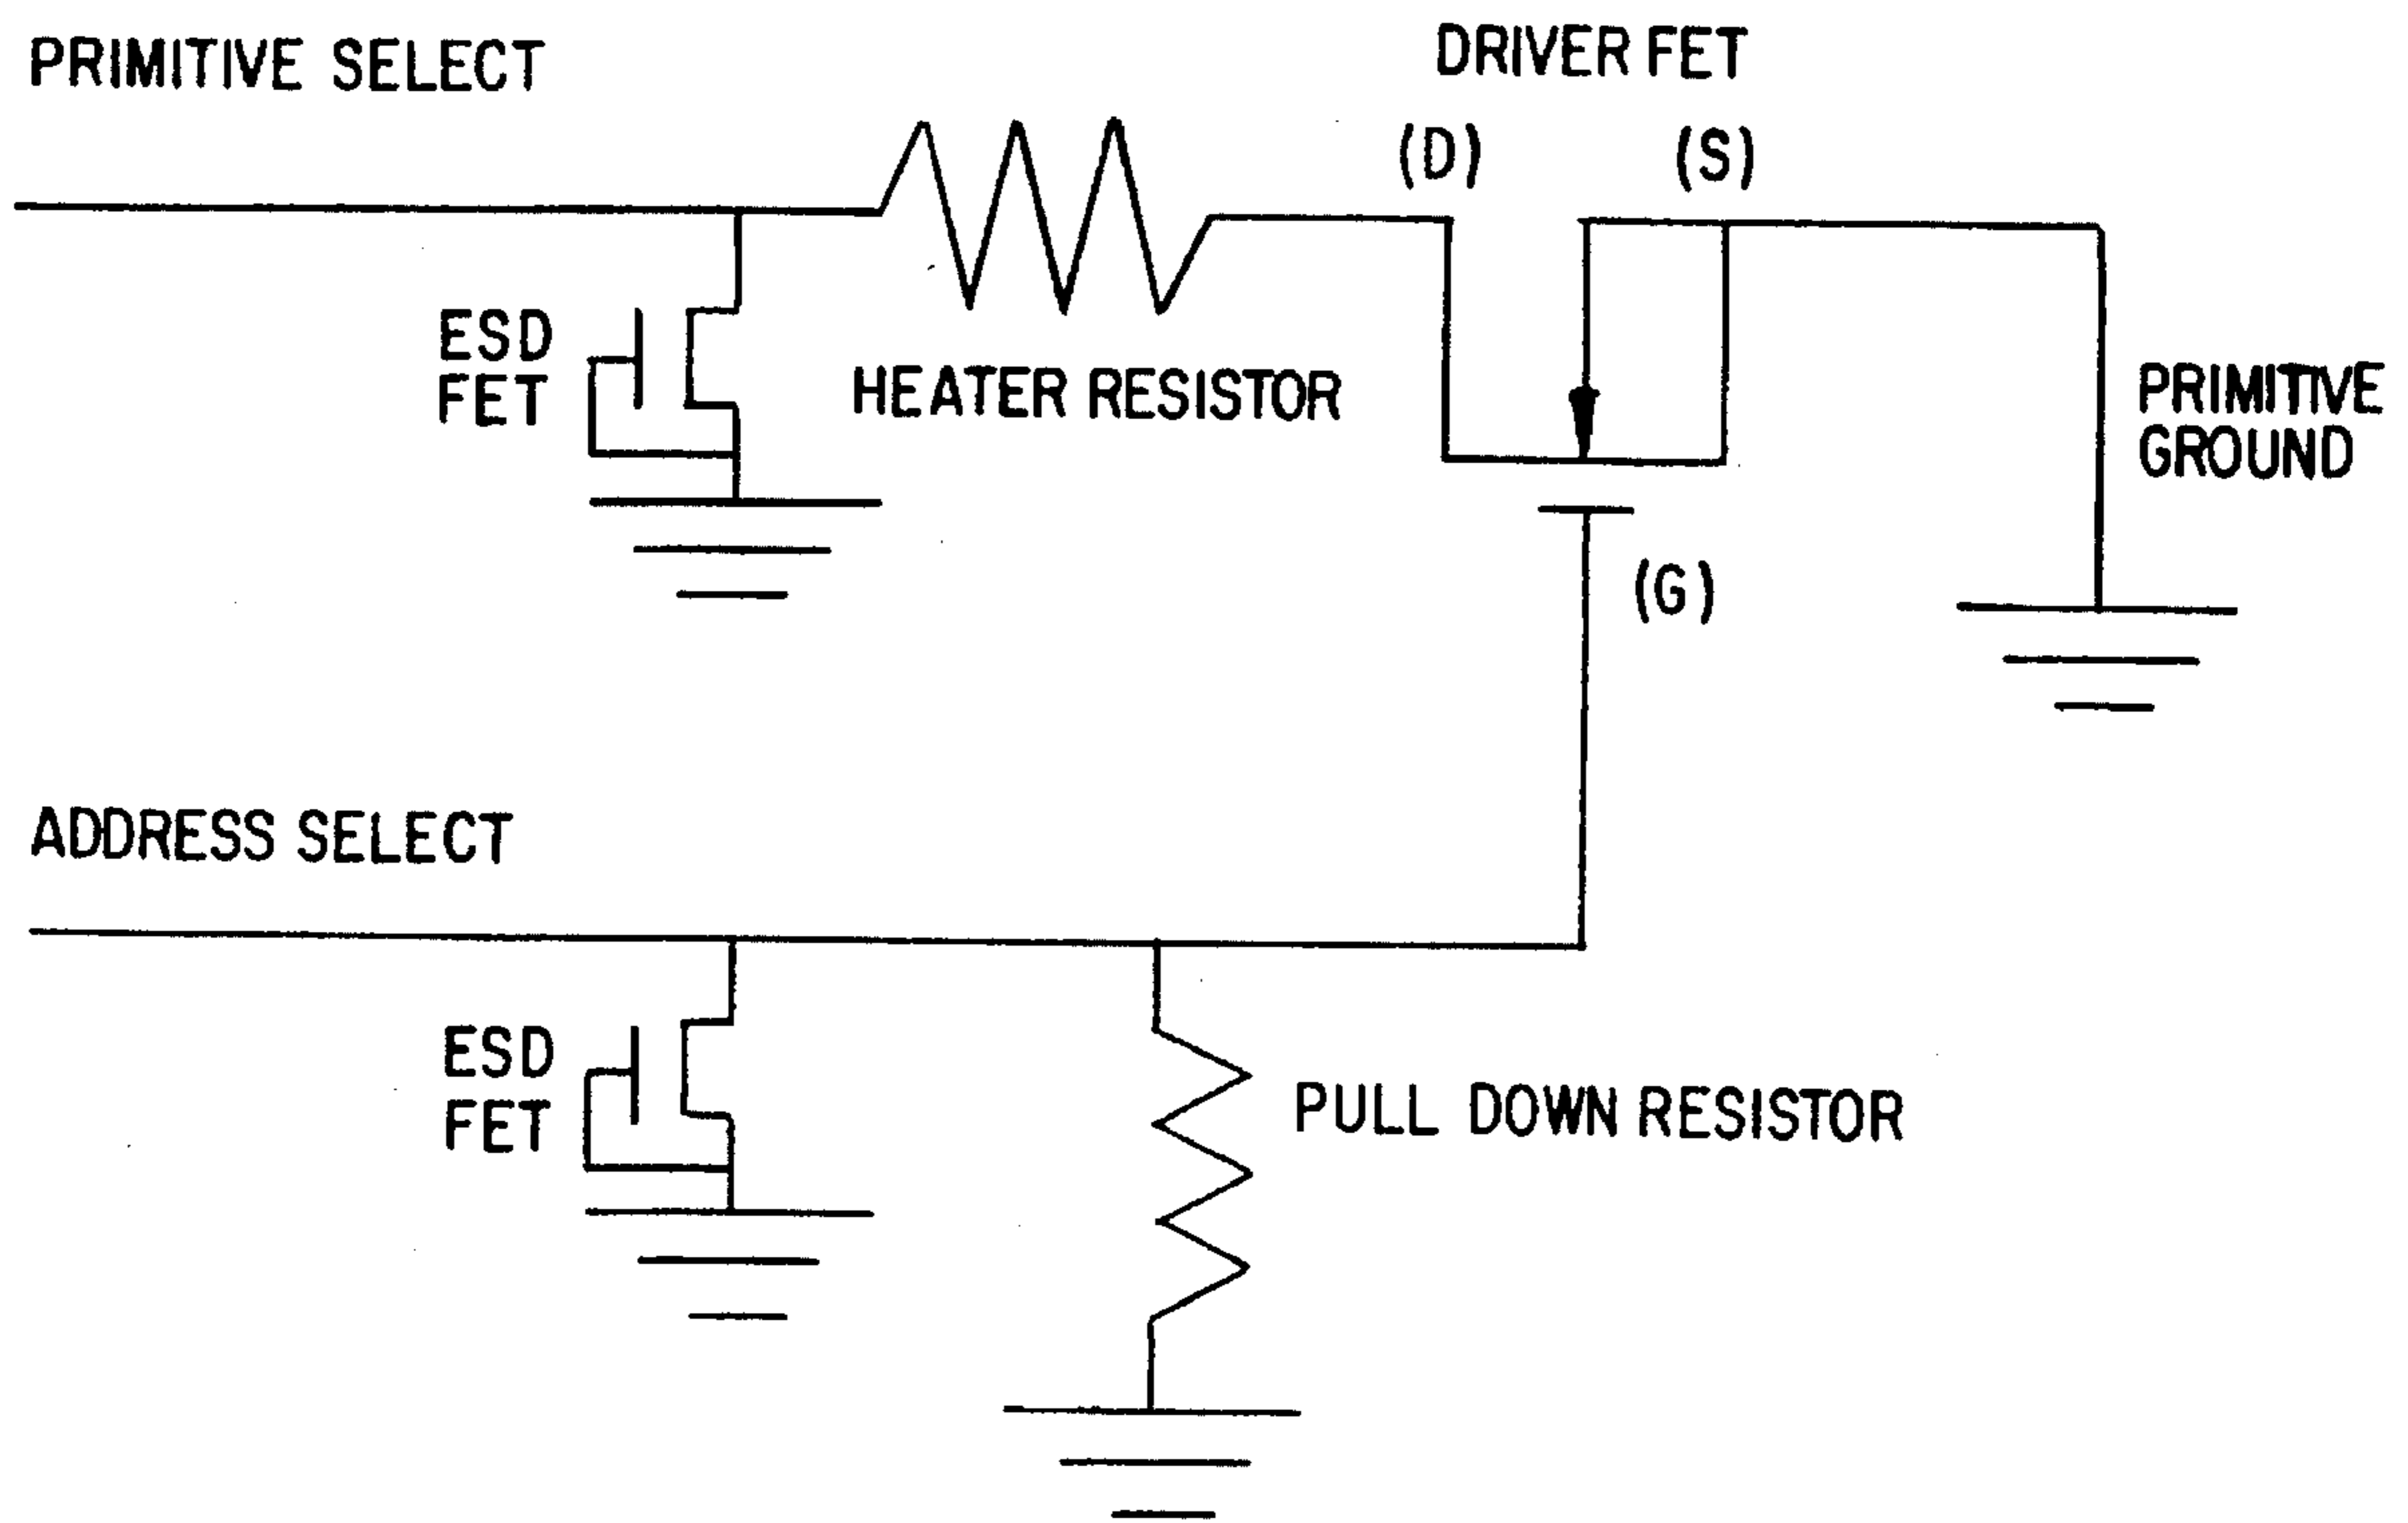 PRIMITIVE SELECT
DRIVER FET
(D)
(S)
ESD
FET
HEATER RESISTOR
PRIMITIVE
GROUND
(G)
ADDRESS SELECT
ESD
FET
PULL DOWN RESISTOR